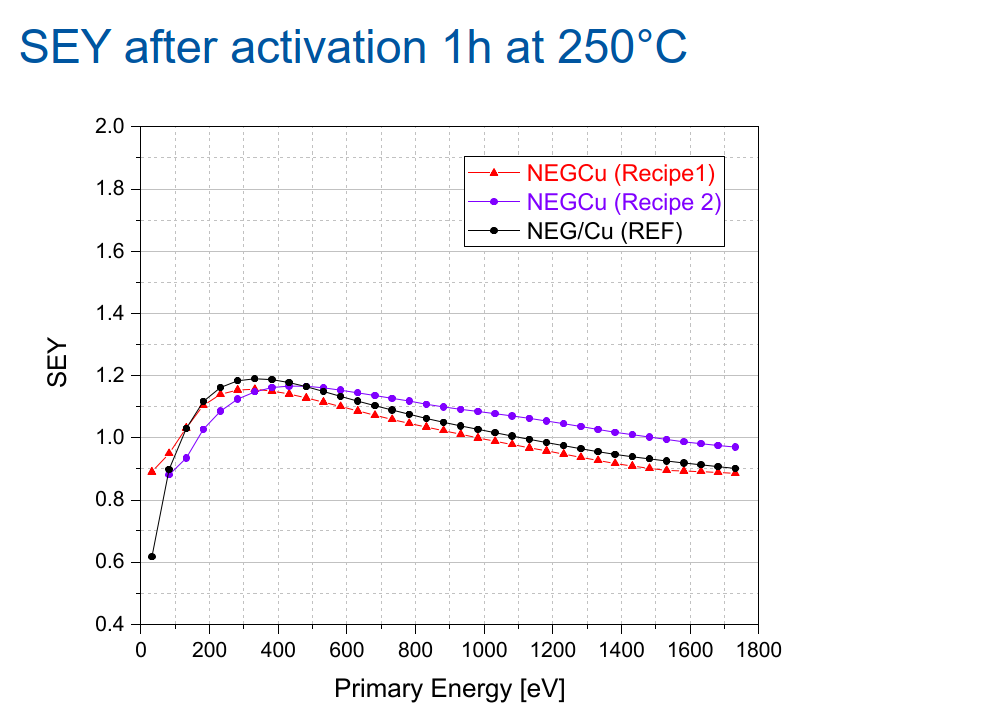 SEY after activation 1h at 250°C
2.0
1.8
1.6
1.4
1.2
1.0
0.8
0.6
0.4
SEY
NEGCu (Recipe1)
NEGCu (Recipe 2)
NEG/Cu (REF)
0 200 400 600 800 1000 1200 1400 1600 1800
Primary Energy [eV]